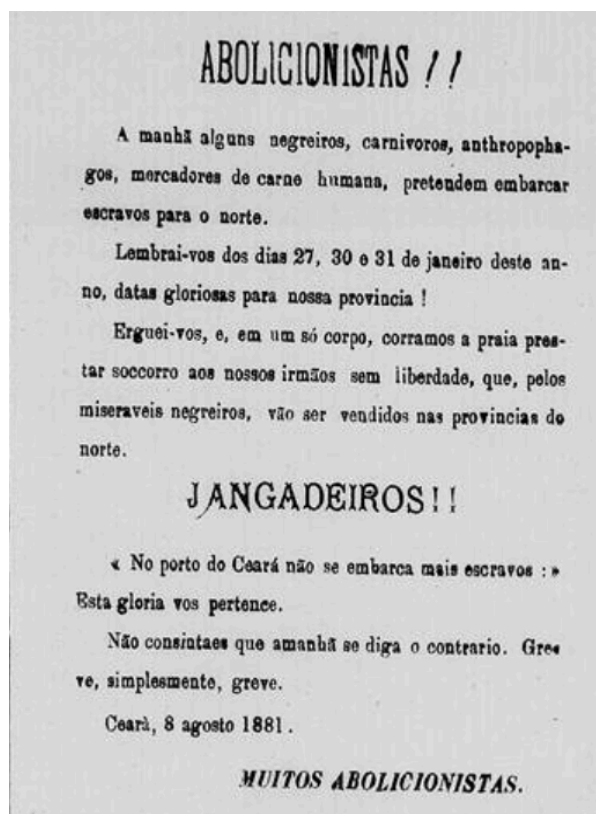 ABOLICIONISTAS !!
A manhã alguns negreiros, carnivoros, anthropopha-
gos, mercadores de carne humana, pretendem embarcar
escravos para o norte.
Lembrai-vos dos dias 27, 30 e 31 de janeiro deste an-
no, datas gloriosas para nossa provincia !
Erguei-vos, e, em um só corpo, corramos a praia pres-
tar soccorro aos nossos irmãos sem liberdade, que, pelos
miseraveis negreiros, vão ser vendidos nas provincias do
norte.
JANGADEIROS!!
« No porto do Ceará não se embarca mais escravos : »
Esta gloria vos pertence.
Não consintaes que amanhã se diga o contrario. Gre-
ve, simplesmente, greve.
Cearà, 8 agosto 1881.
MUITOS ABOLICIONISTAS.